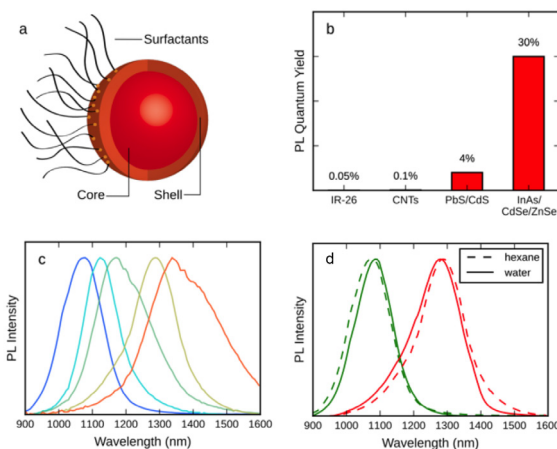 a
Surfactants
Core
Shell
b
PL Quantum Yield
0.05%
0.1%
4%
30%
IR-26
CNTs
PbS/CdS
InAs/
CdSe/ZnSe
c
PL Intensity
900 1000 1100 1200 1300 1400 1500 1600
Wavelength (nm)
d
hexane
water
PL Intensity
900 1000 1100 1200 1300 1400 1500 1600
Wavelength (nm)